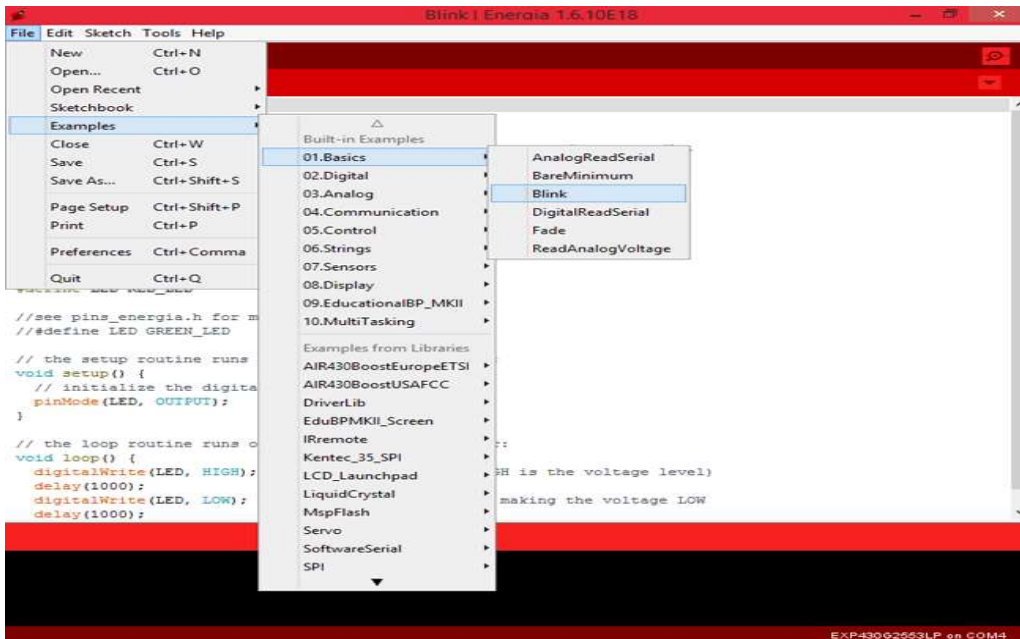 Blink | Energia 1.6.10E18
File Edit Sketch Tools Help
New Ctrl+N
Open... Ctrl+O
Open Recent
Sketchbook
Examples
Close Ctrl+W
Save Ctrl+S
Save As... Ctrl+Shift+S
Page Setup Ctrl+Shift+P
Print Ctrl+P
Preferences Ctrl+Comma
Quit Ctrl+Q
Built-in Examples
01.Basics
02.Digital
03.Analog
04.Communication
05.Control
06.Strings
07.Sensors
08.Display
09.EducationalBP_MKII
10.MultiTasking
Examples from Libraries
AIR430BoostEuropeETSI
AIR430BoostUSAFCC
DriverLib
EduBPMKII_Screen
IRremote
Kentec_35_SPI
LCD_Launchpad
LiquidCrystal
MspFlash
Servo
SoftwareSerial
SPI
AnalogReadSerial
BareMinimum
Blink
DigitalReadSerial
Fade
ReadAnalogVoltage
//see pins_energia.h for m
//#define LED GREEN_LED
// the setup routine runs
void setup() {
// initialize the digita
pinMode(LED, OUTPUT);
}
// the loop routine runs o r:
void loop() {
digitalWrite(LED, HIGH); GH is the voltage level)
delay(1000);
digitalWrite(LED, LOW); making the voltage LOW
delay(1000);
EXP430G2553LP on COM4